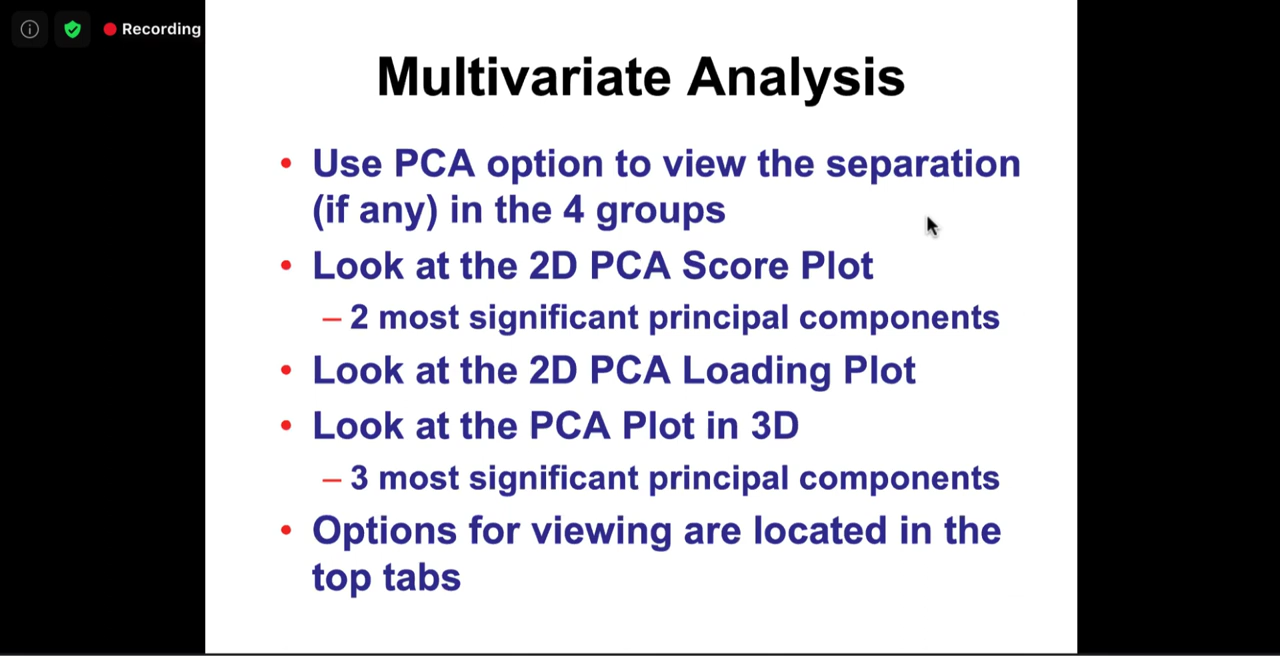 Recording
Multivariate Analysis
• Use PCA option to view the separation
(if any) in the 4 groups
• Look at the 2D PCA Score Plot
– 2 most significant principal components
• Look at the 2D PCA Loading Plot
• Look at the PCA Plot in 3D
– 3 most significant principal components
• Options for viewing are located in the
top tabs